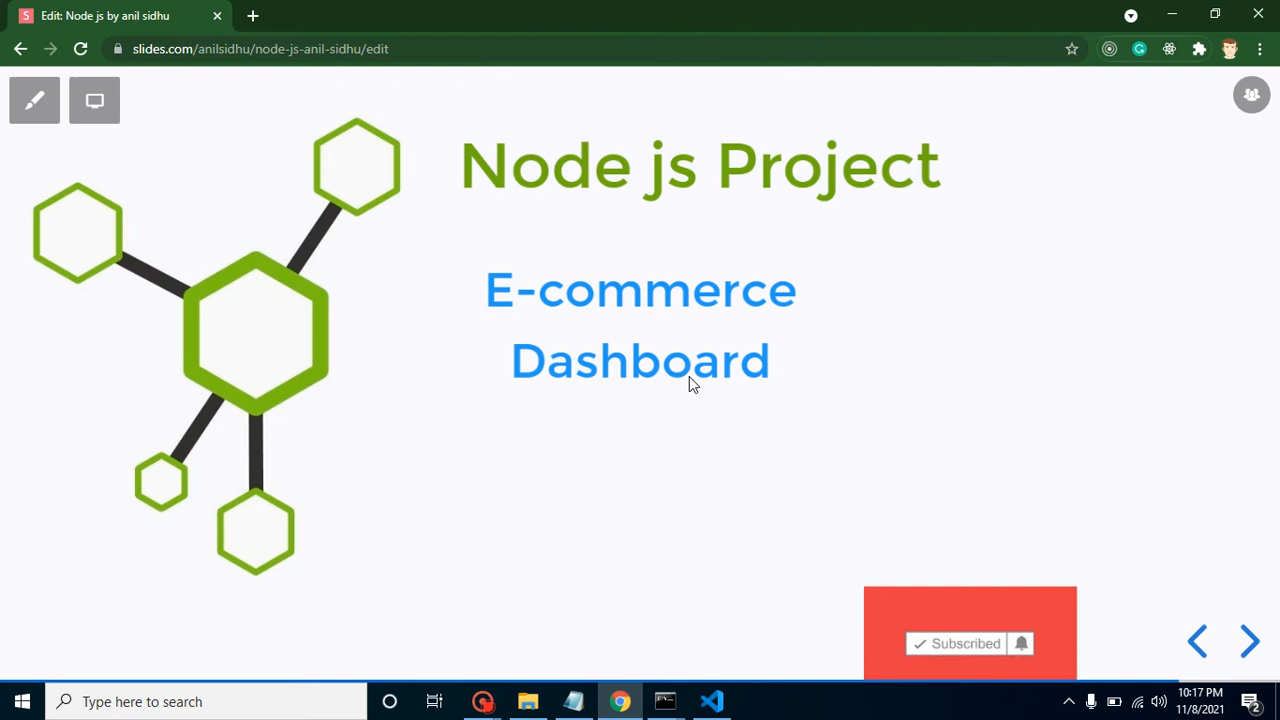 Edit: Node js by anil sidhu
slides.com/anilsidhu/node-js-anil-sidhu/edit
Node js Project
E-commerce
Dashboard
Subscribed
Type here to search
10:17 PM
11/8/2021
2